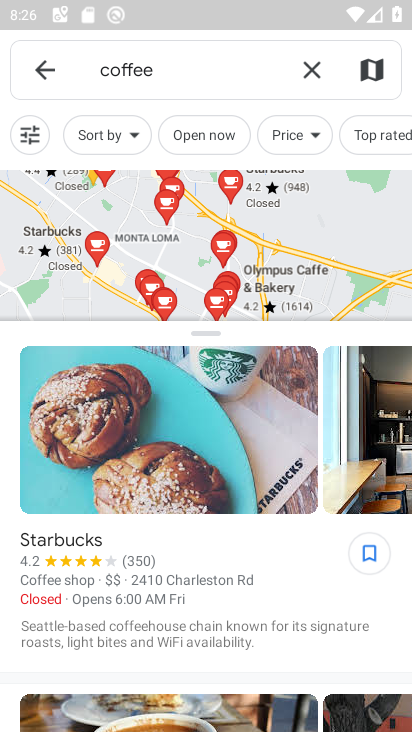 8:26
coffee
Sort by
Open now
Price
Top rated
4.4 ★ (289)
Closed
Starbucks
4.2 ★ (948)
Closed
Starbucks
4.2 ★ (381)
Closed
MONTA LOMA
Olympus Caffe
& Bakery
4.2 ★ (1614)
STARBUCKS
Starbucks
4.2 ★★★★★ (350)
Coffee shop · $$ · 2410 Charleston Rd
Closed · Opens 6:00 AM Fri
Seattle-based coffeehouse chain known for its signature
roasts, light bites and WiFi availability.